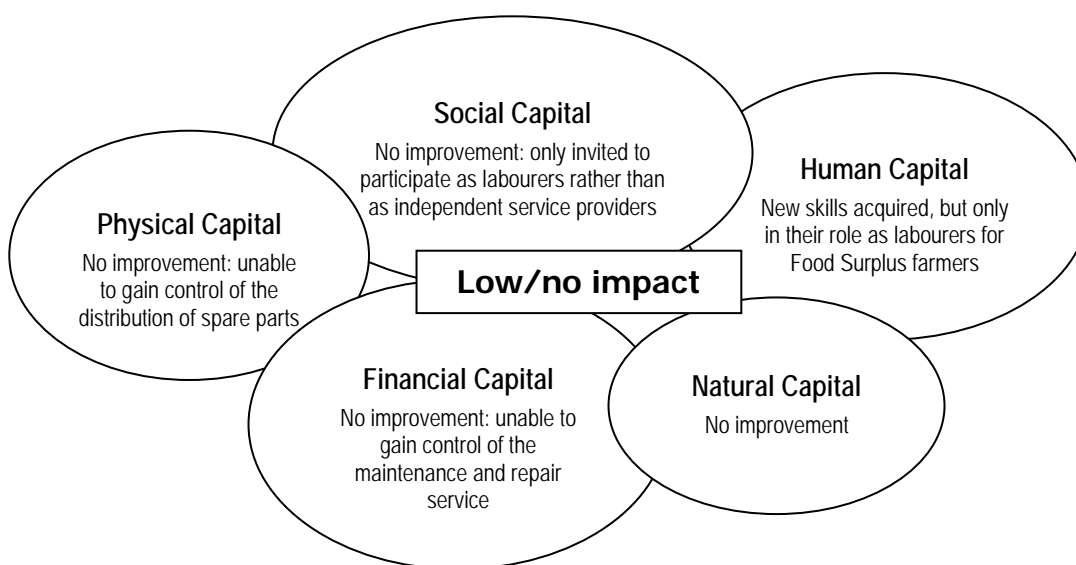 Social Capital
No improvement: only invited to
participate as labourers rather than
as independent service providers
Human Capital
New skills acquired, but only
in their role as labourers for
Food Surplus farmers
Physical Capital
No improvement: unable
to gain control of the
distribution of spare parts
Low/no impact
Financial Capital
No improvement: unable to
gain control of the
maintenance and repair
service
Natural Capital
No improvement